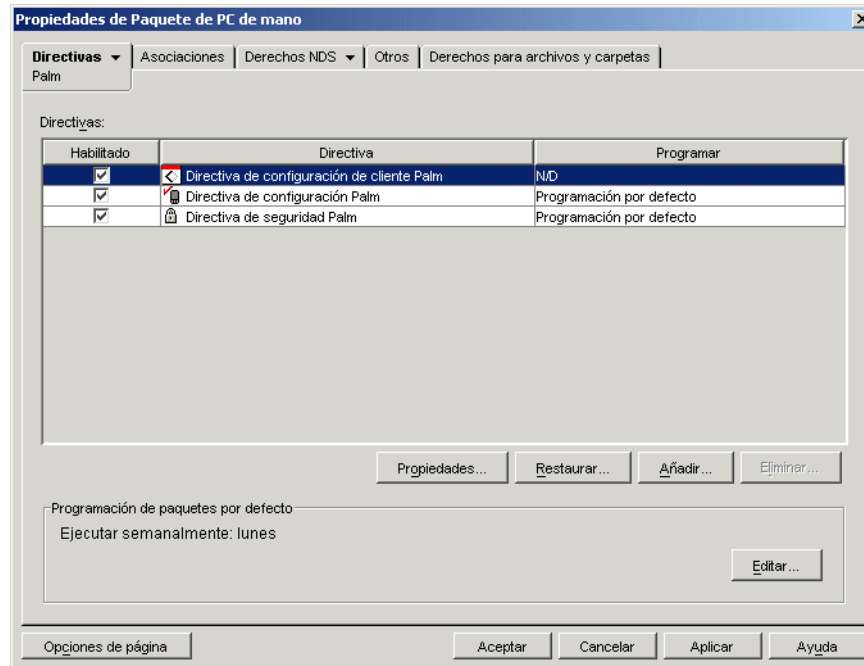 Propiedades de Paquete de PC de mano
Directivas Asociaciones Derechos NDS Otros Derechos para archivos y carpetas
Palm
Directivas:
Habilitado Directiva Programar
Directiva de configuración de cliente Palm N/D
Directiva de configuración Palm Programación por defecto
Directiva de seguridad Palm Programación por defecto
Propiedades... Restaurar... Añadir... Eliminar...
Programación de paquetes por defecto
Ejecutar semanalmente: lunes
Editar...
Opciones de página Aceptar Cancelar Aplicar Ayuda